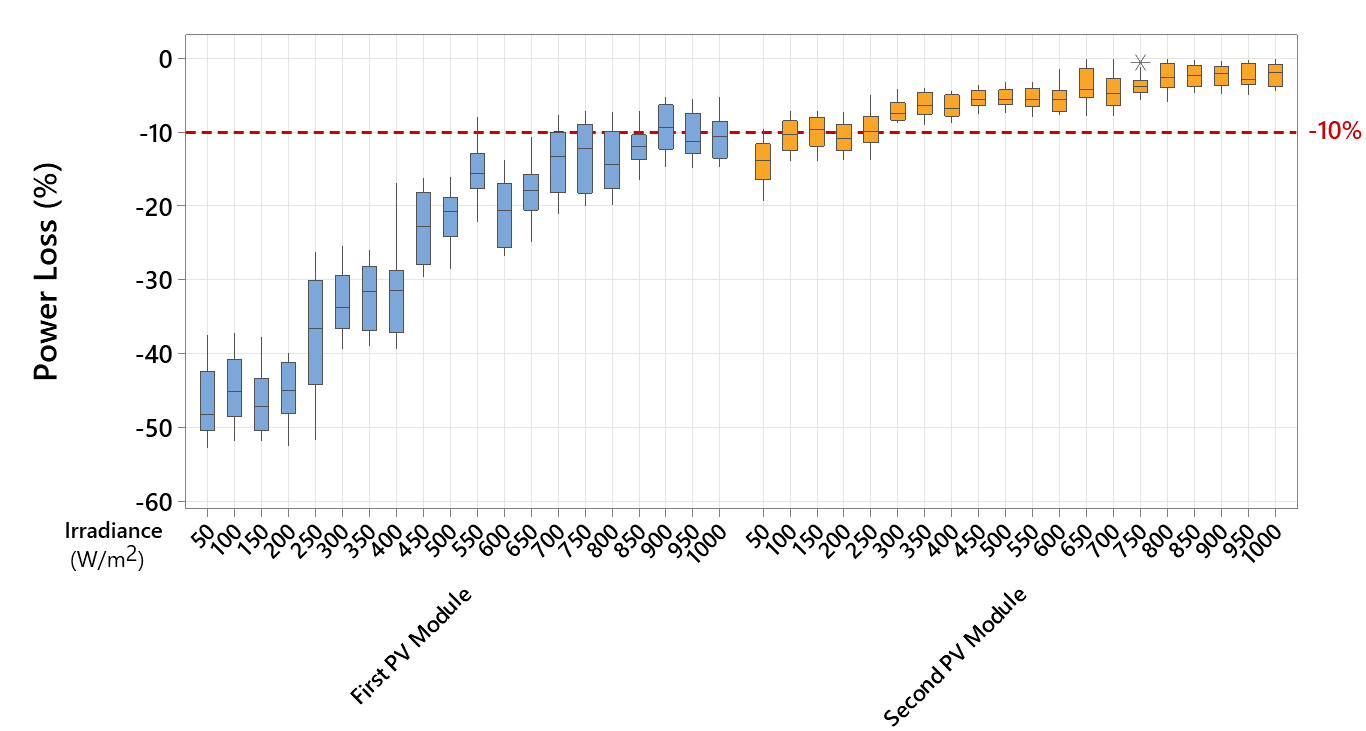 0
-10
-20
-30
-40
-50
-60
Power Loss (%)
-10%
Irradiance
(W/m2)
50 100 150 200 250 300 350 400 450 500 550 600 650 700 750 800 850 900 950 1000 50 100 150 200 250 300 350 400 450 500 550 600 650 700 750 800 850 900 950 1000
First PV Module
Second PV Module